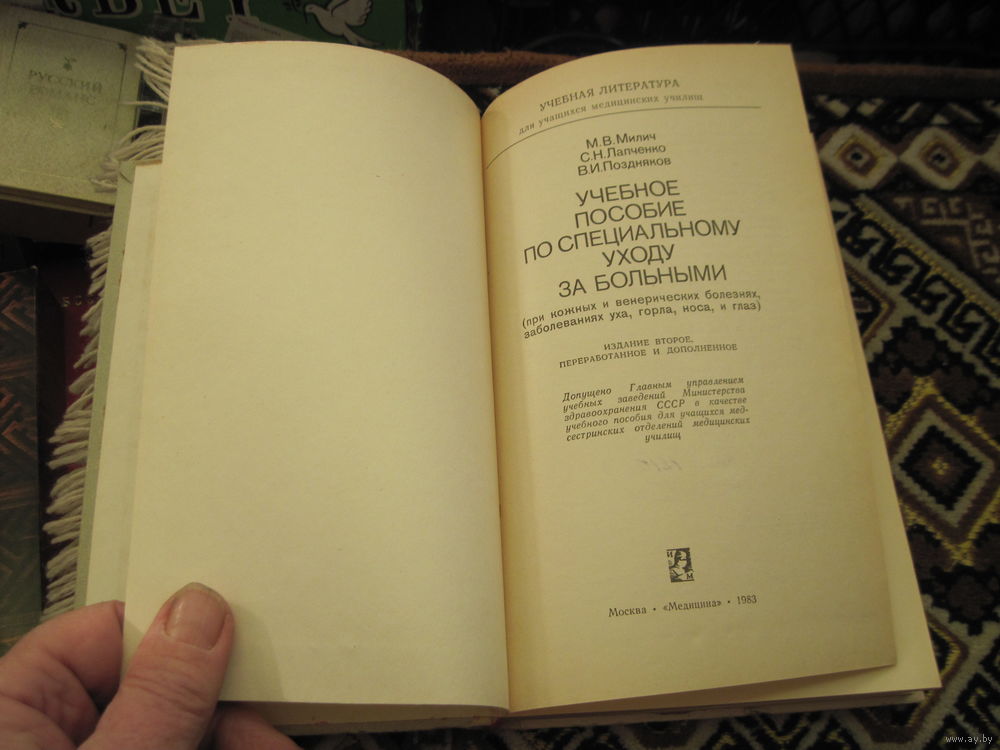 УЧЕБНАЯ ЛИТЕРАТУРА
для учащихся медицинских училищ
М.В.Милич
С.Н.Лапченко
В.И.Поздняков
УЧЕБНОЕ
ПОСОБИЕ
ПО СПЕЦИАЛЬНОМУ
УХОДУ
ЗА БОЛЬНЫМИ
(при кожных и венерических болезнях,
заболеваниях уха, горла, носа, и глаз)
ИЗДАНИЕ ВТОРОЕ,
ПЕРЕРАБОТАННОЕ И ДОПОЛНЕННОЕ
Допущено Главным управлением
учебных заведений Министерства
здравоохранения СССР в качестве
учебного пособия для учащихся мед-
сестринских отделений медицинских
училищ
И
М
Москва • «Медицина» • 1983
РУССКИЙ
РОМАНС
www.ay.by